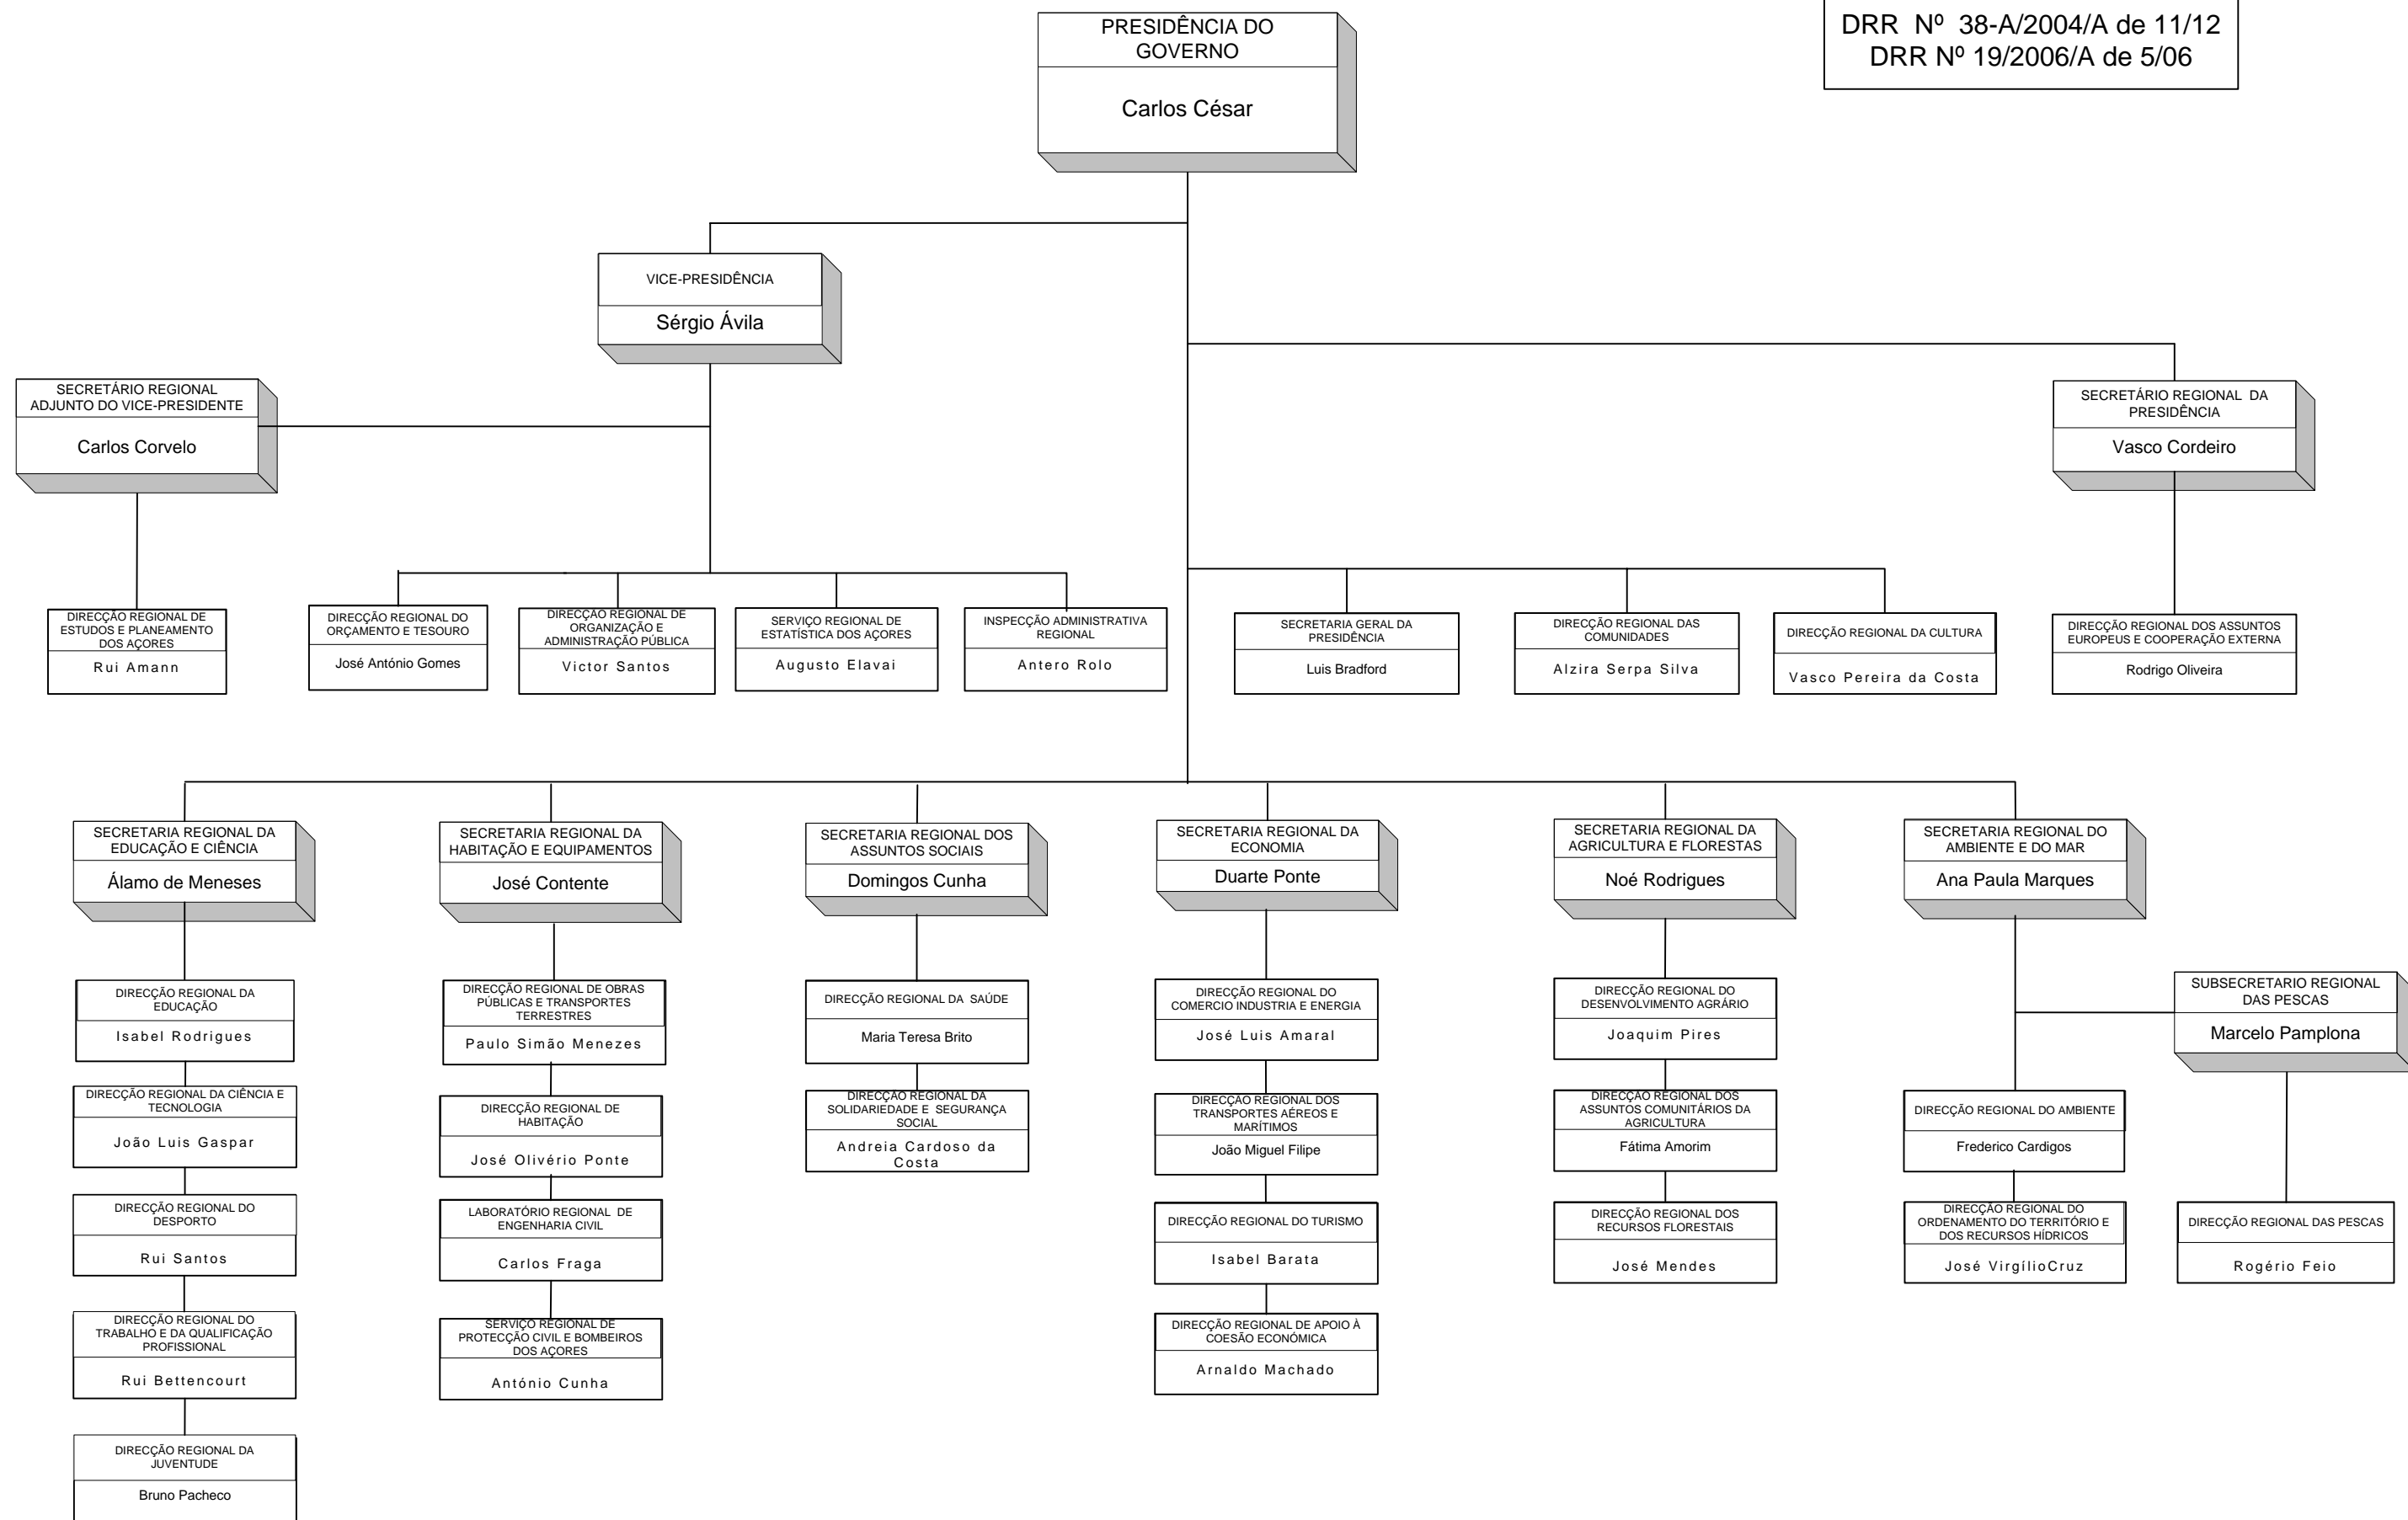 DRR Nº 38-A/2004/A de 11/12
DRR Nº 19/2006/A de 5/06
PRESIDÊNCIA DO
GOVERNO
Carlos César
VICE-PRESIDÊNCIA
Sérgio Ávila
SECRETÁRIO REGIONAL
ADJUNTO DO VICE-PRESIDENTE
Carlos Corvelo
SECRETÁRIO REGIONAL DA
PRESIDÊNCIA
Vasco Cordeiro
DIRECÇÃO REGIONAL DE
ESTUDOS E PLANEAMENTO
DOS AÇORES
Rui Amann
DIRECÇÃO REGIONAL DO
ORÇAMENTO E TESOURO
José António Gomes
DIRECÇÃO REGIONAL DE
ORGANIZAÇÃO E
ADMINISTRAÇÃO PÚBLICA
Victor Santos
SERVIÇO REGIONAL DE
ESTATÍSTICA DOS AÇORES
Augusto Elavai
INSPECÇÃO ADMINISTRATIVA
REGIONAL
Antero Rolo
SECRETARIA GERAL DA
PRESIDÊNCIA
Luis Bradford
DIRECÇÃO REGIONAL DAS
COMUNIDADES
Alzira Serpa Silva
DIRECÇÃO REGIONAL DA CULTURA
Vasco Pereira da Costa
DIRECÇÃO REGIONAL DOS ASSUNTOS
EUROPEUS E COOPERAÇÃO EXTERNA
Rodrigo Oliveira
SECRETARIA REGIONAL DA
EDUCAÇÃO E CIÊNCIA
Álamo de Meneses
DIRECÇÃO REGIONAL DA
EDUCAÇÃO
Isabel Rodrigues
DIRECÇÃO REGIONAL DA CIÊNCIA E
TECNOLOGIA
João Luis Gaspar
DIRECÇÃO REGIONAL DO
DESPORTO
Rui Santos
DIRECÇÃO REGIONAL DO
TRABALHO E DA QUALIFICAÇÃO
PROFISSIONAL
Rui Bettencourt
DIRECÇÃO REGIONAL DA
JUVENTUDE
Bruno Pacheco
SECRETARIA REGIONAL DA
HABITAÇÃO E EQUIPAMENTOS
José Contente
DIRECÇÃO REGIONAL DE OBRAS
PÚBLICAS E TRANSPORTES
TERRESTRES
Paulo Simão Menezes
DIRECÇÃO REGIONAL DE
HABITAÇÃO
José Olivério Ponte
LABORATÓRIO REGIONAL DE
ENGENHARIA CIVIL
Carlos Fraga
SERVIÇO REGIONAL DE
PROTECÇÃO CIVIL E BOMBEIROS
DOS AÇORES
António Cunha
SECRETARIA REGIONAL DOS
ASSUNTOS SOCIAIS
Domingos Cunha
DIRECÇÃO REGIONAL DA SAÚDE
Maria Teresa Brito
DIRECÇÃO REGIONAL DA
SOLIDARIEDADE E SEGURANÇA
SOCIAL
Andreia Cardoso da
Costa
SECRETARIA REGIONAL DA
ECONOMIA
Duarte Ponte
DIRECÇÃO REGIONAL DO
COMERCIO INDUSTRIA E ENERGIA
José Luis Amaral
DIRECÇÃO REGIONAL DOS
TRANSPORTES AÉREOS E
MARÍTIMOS
João Miguel Filipe
DIRECÇÃO REGIONAL DO TURISMO
Isabel Barata
DIRECÇÃO REGIONAL DE APOIO À
COESÃO ECONÓMICA
Arnaldo Machado
SECRETARIA REGIONAL DA
AGRICULTURA E FLORESTAS
Noé Rodrigues
DIRECÇÃO REGIONAL DO
DESENVOLVIMENTO AGRÁRIO
Joaquim Pires
DIRECÇÃO REGIONAL DOS
ASSUNTOS COMUNITÁRIOS DA
AGRICULTURA
Fátima Amorim
DIRECÇÃO REGIONAL DOS
RECURSOS FLORESTAIS
José Mendes
SECRETARIA REGIONAL DO
AMBIENTE E DO MAR
Ana Paula Marques
SUBSECRETARIO REGIONAL
DAS PESCAS
Marcelo Pamplona
DIRECÇÃO REGIONAL DO AMBIENTE
Frederico Cardigos
DIRECÇÃO REGIONAL DO
ORDENAMENTO DO TERRITÓRIO E
DOS RECURSOS HÍDRICOS
José VirgílioCruz
DIRECÇÃO REGIONAL DAS PESCAS
Rogério Feio